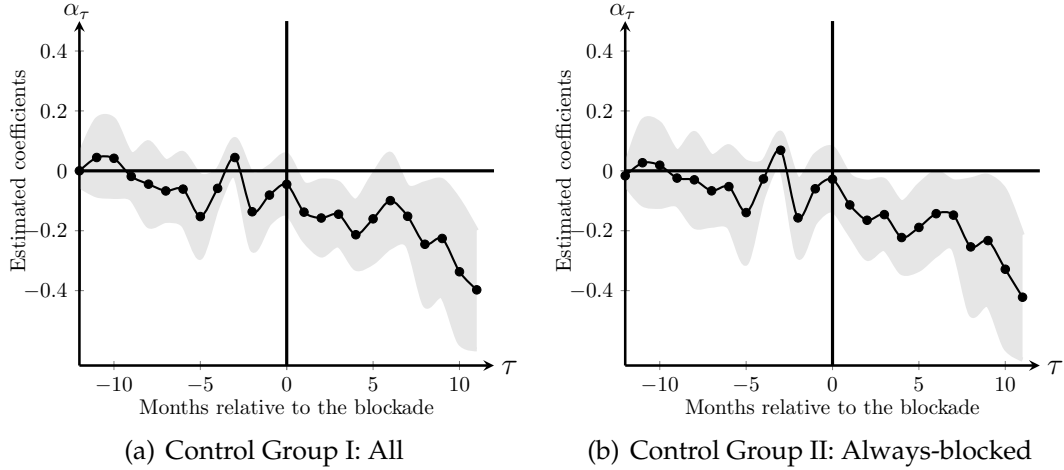 α_τ
0.4
0.2
0
−0.2
−0.4
Estimated coefficients
−10 −5 0 5 10
τ
Months relative to the blockade
(a) Control Group I: All
α_τ
0.4
0.2
0
−0.2
−0.4
Estimated coefficients
−10 −5 0 5 10
τ
Months relative to the blockade
(b) Control Group II: Always-blocked